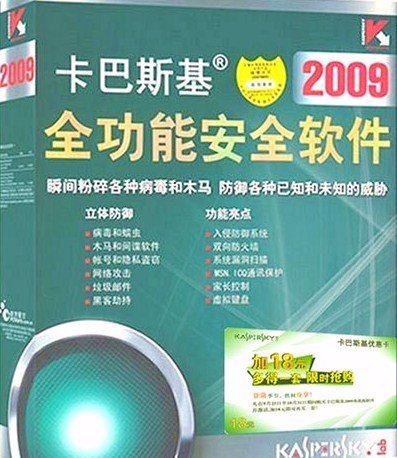 2009
卡巴斯基®
2009
全功能安全软件
瞬间粉碎各种病毒和木马 防御各种已知和未知的威胁
立体防御
病毒和蠕虫
木马和间谍软件
帐号和隐私盗窃
网络攻击
垃圾邮件
黑客劫持
功能亮点
入侵防御系统
双向防火墙
系统漏洞扫描
MSN ICQ通讯保护
家长控制
虚拟键盘
KASPERSKY
卡巴斯基优惠卡
加18元
多得一套 限时抢购
18元
KASPERSKY lab